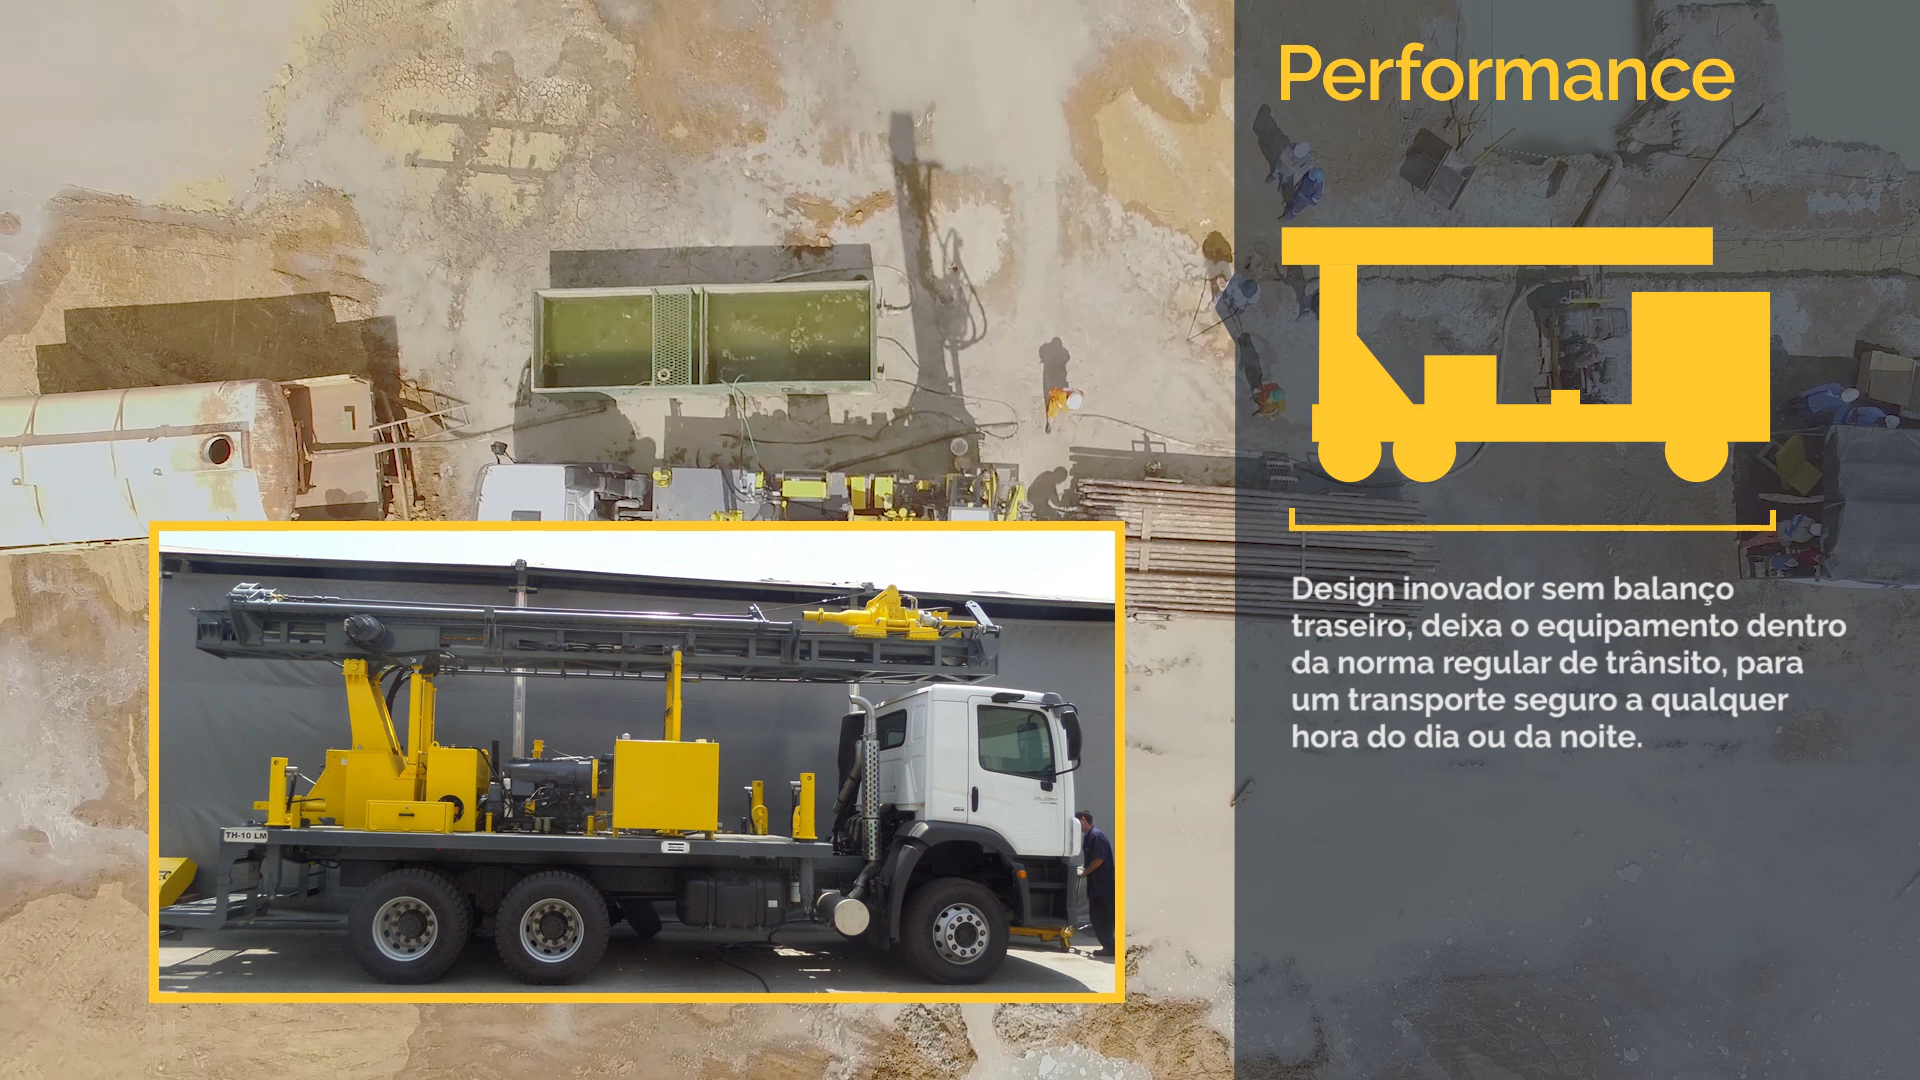 Performance
Design inovador sem balanço
traseiro, deixa o equipamento dentro
da norma regular de trânsito, para
um transporte seguro a qualquer
hora do dia ou da noite.
TH-10 LM